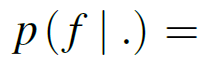 p(f | .) =